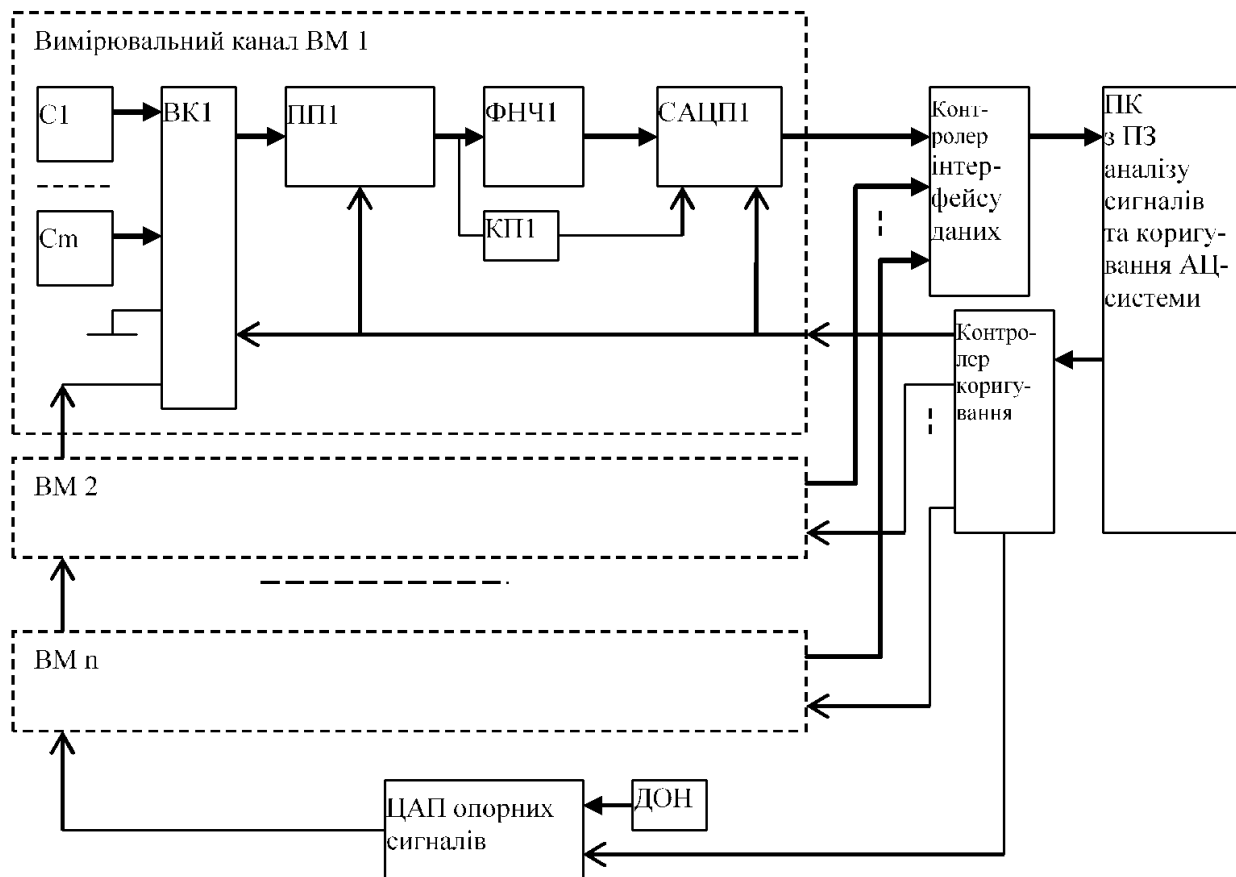 Вимірювальний канал ВМ 1
С1
ВК1
ПП1
ФНЧ1
САЦП1
Cm
КП1
Конт-
ролер
інтер-
фейсу
даних
ПК
з ПЗ
аналізу
сигналів
та коригу-
вання АЦ-
системи
Контро-
лер
коригу-
вання
ВМ 2
ВМ n
ЦАП опорних
сигналів
ДОН